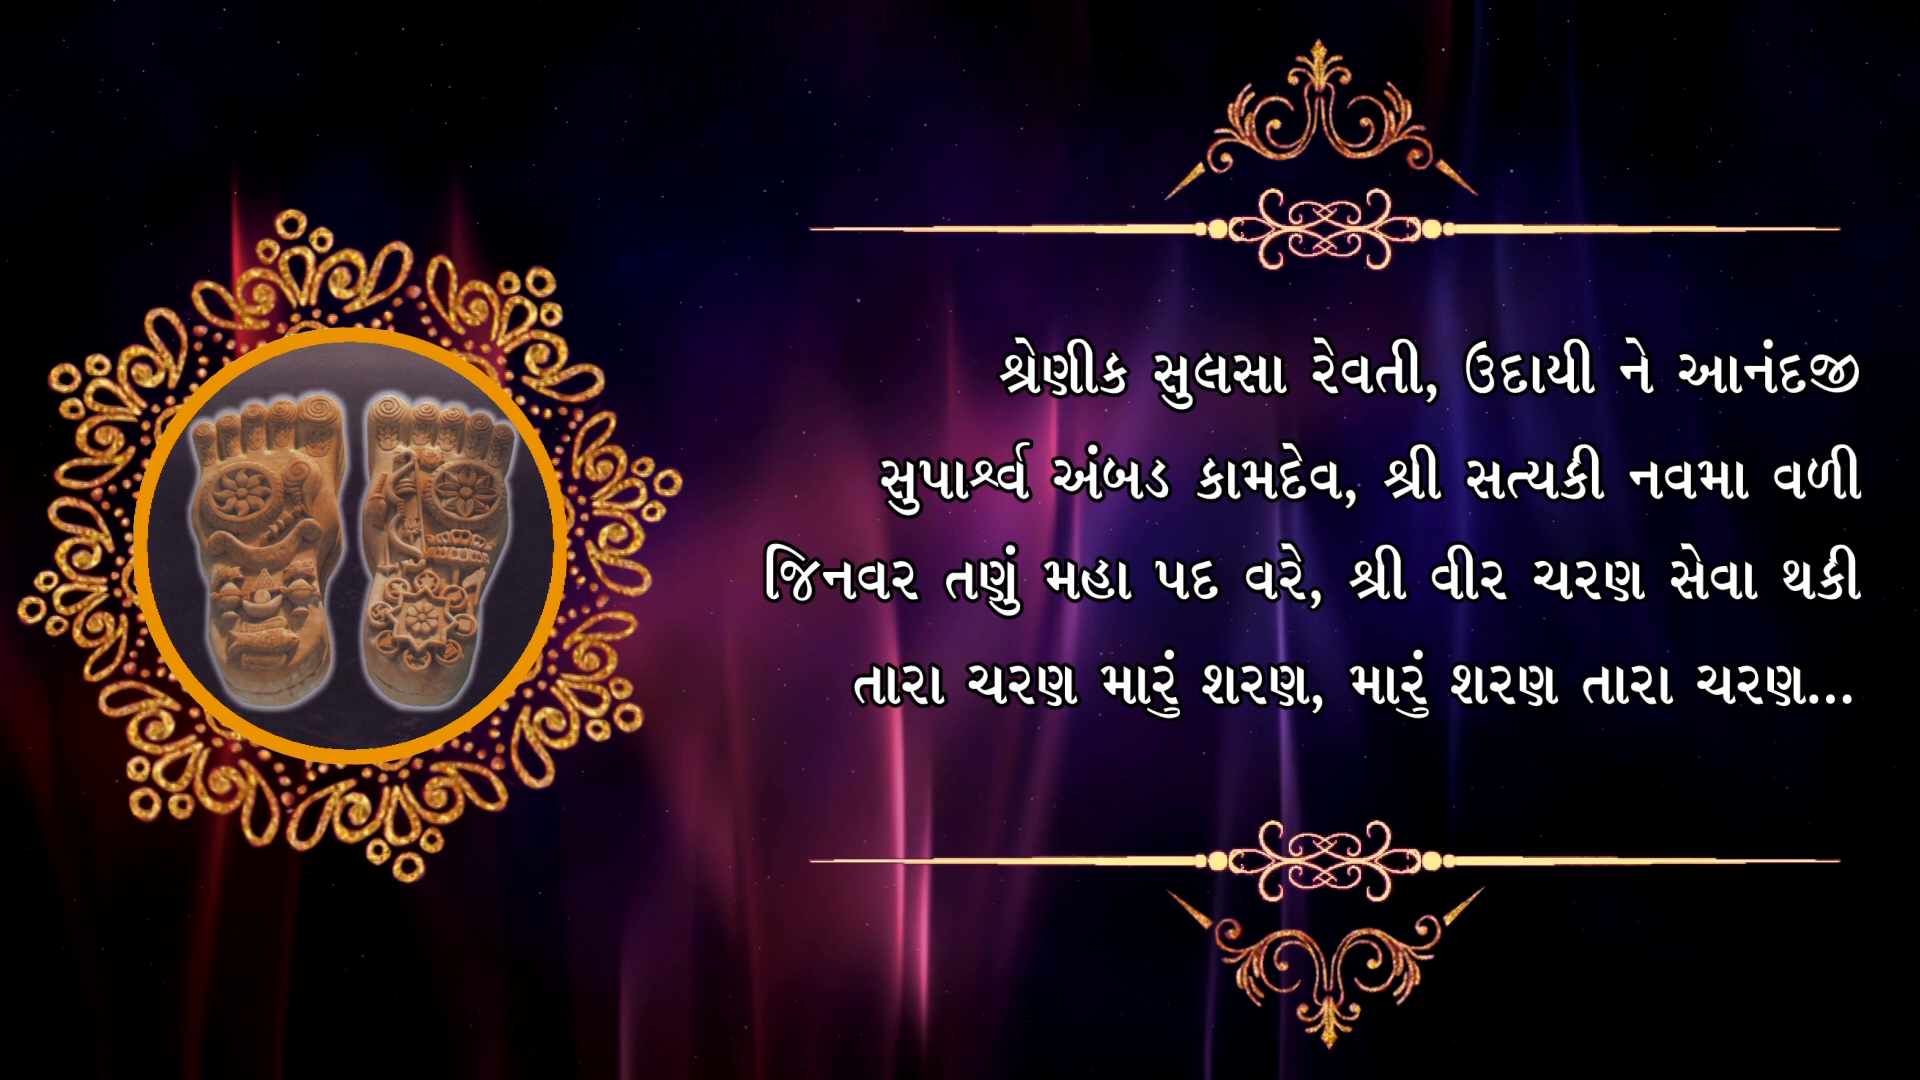 શ્રેણીક સુલસા રેવતી, ઉદાયી ને આનંદજી
સુપાર્શ્વ અંબડ કામદેવ, શ્રી સત્યકી નવમા વળી
જિનવર તણું મહા પદ વરે, શ્રી વીર ચરણ સેવા થકી
તારા ચરણ મારું શરણ, મારું શરણ તારા ચરણ...